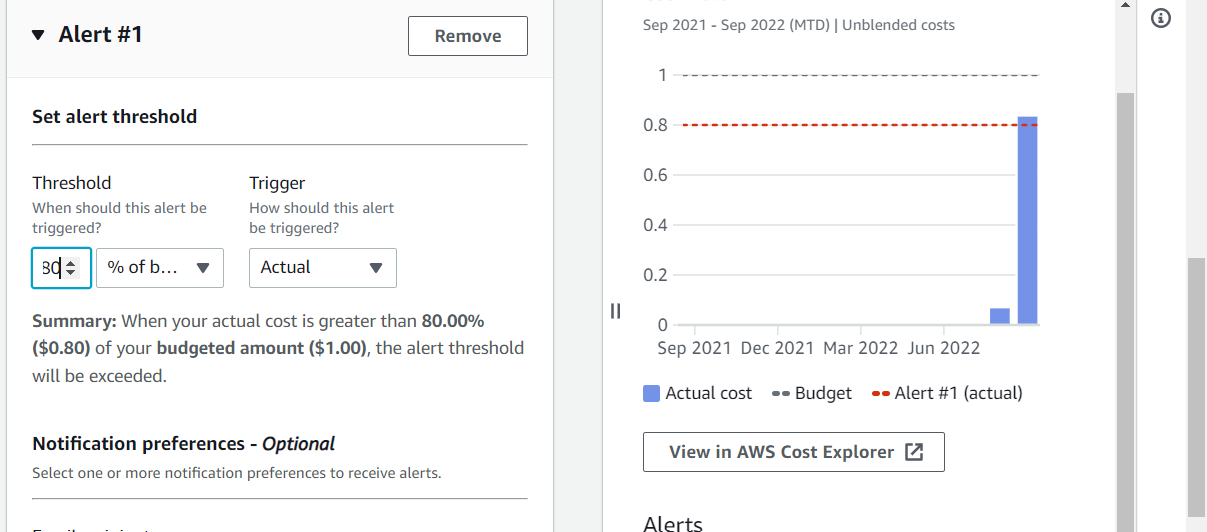 Alert #1
Remove
Set alert threshold
Threshold
When should this alert be
triggered?
80
% of b...
Trigger
How should this alert
be triggered?
Actual
Summary: When your actual cost is greater than 80.00%
($0.80) of your budgeted amount ($1.00), the alert threshold
will be exceeded.
Notification preferences - Optional
Select one or more notification preferences to receive alerts.
Sep 2021 - Sep 2022 (MTD) | Unblended costs
1
0.8
0.6
0.4
0.2
0
Sep 2021 Dec 2021 Mar 2022 Jun 2022
Actual cost Budget Alert #1 (actual)
View in AWS Cost Explorer
Alerts